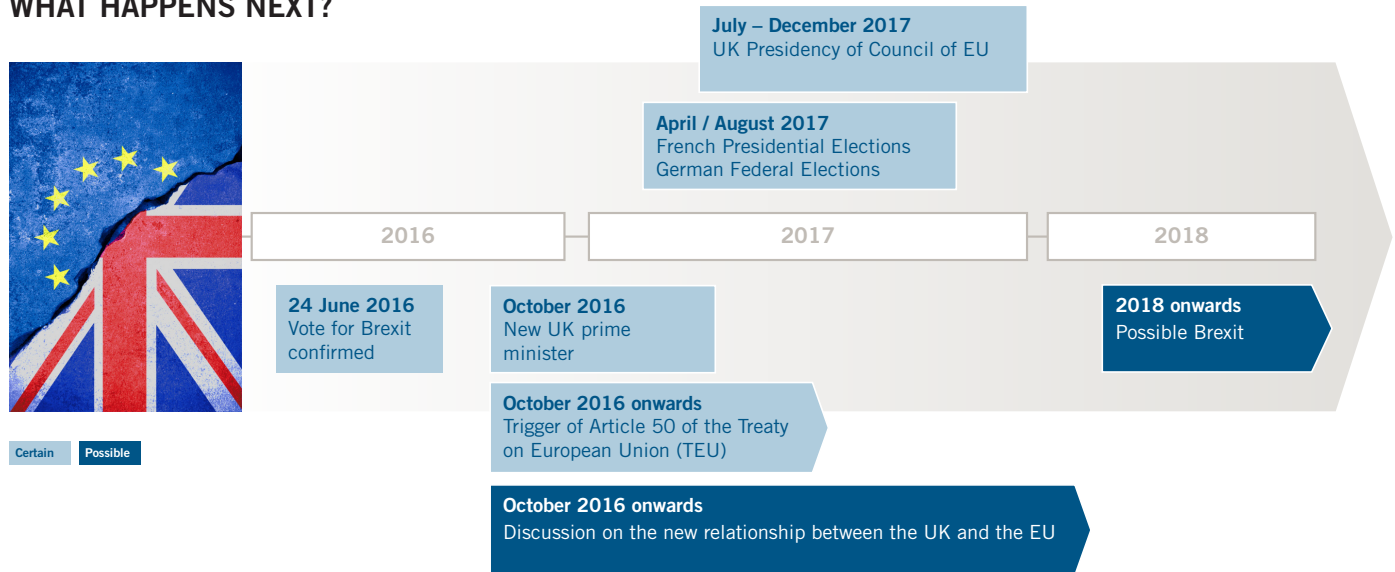 WHAT HAPPENS NEXT?
July – December 2017
UK Presidency of Council of EU
April / August 2017
French Presidential Elections
German Federal Elections
2016
2017
2018
24 June 2016
Vote for Brexit
confirmed
October 2016
New UK prime
minister
2018 onwards
Possible Brexit
October 2016 onwards
Trigger of Article 50 of the Treaty
on European Union (TEU)
Certain
Possible
October 2016 onwards
Discussion on the new relationship between the UK and the EU